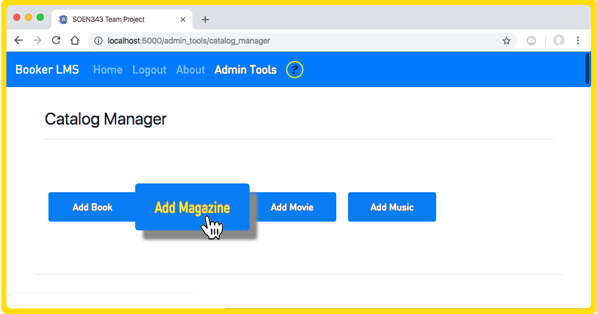 SOEN343 Team Project
localhost:5000/admin_tools/catalog_manager
Booker LMS Home Logout About Admin Tools ?
Catalog Manager
Add Book Add Magazine Add Movie Add Music